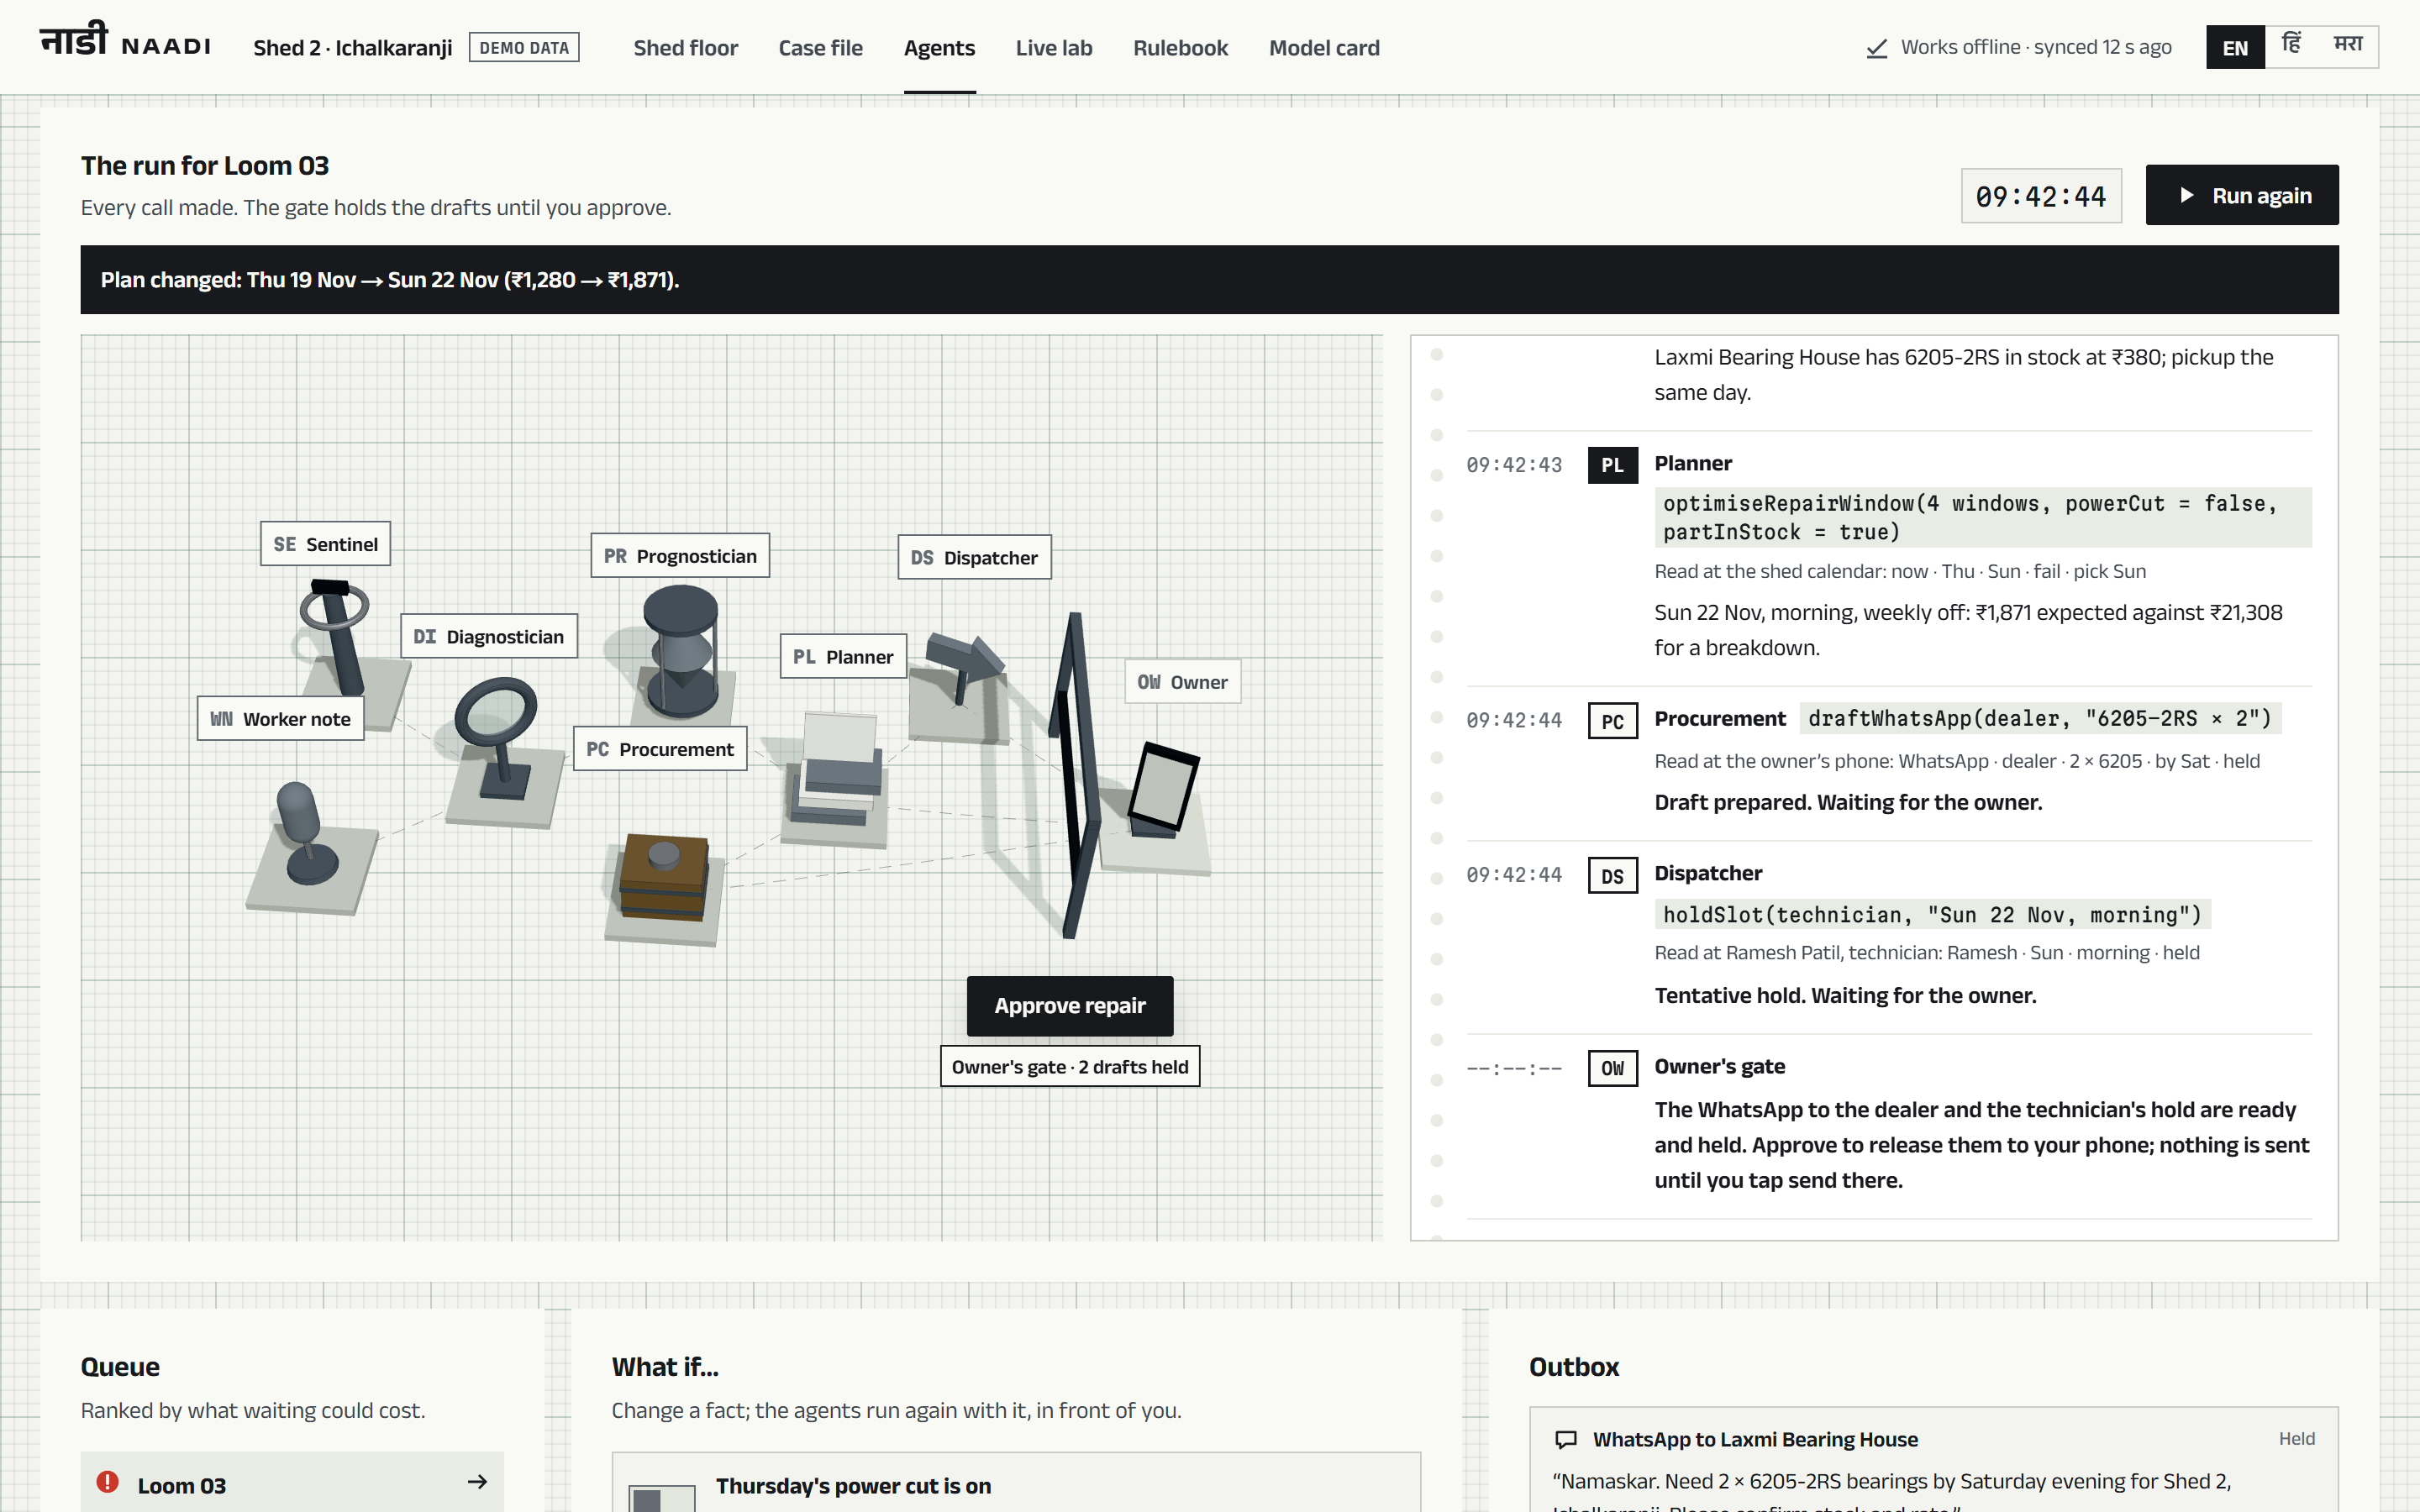 नाडी NAADI
Shed 2 · Ichalkaranji
DEMO DATA
Shed floor
Case file
Agents
Live lab
Rulebook
Model card
Works offline · synced 12 s ago
EN
हिं
मरा
The run for Loom 03
Every call made. The gate holds the drafts until you approve.
09:42:44
Run again
Plan changed: Thu 19 Nov → Sun 22 Nov (₹1,280 → ₹1,871).
SE Sentinel
PR Prognostician
DS Dispatcher
DI Diagnostician
PL Planner
OW Owner
WN Worker note
PC Procurement
Approve repair
Owner's gate · 2 drafts held
Laxmi Bearing House has 6205-2RS in stock at ₹380; pickup the
same day.
09:42:43 PL Planner
optimiseRepairWindow(4 windows, powerCut = false,
partInStock = true)
Read at the shed calendar: now · Thu · Sun · fail · pick Sun
Sun 22 Nov, morning, weekly off: ₹1,871 expected against ₹21,308
for a breakdown.
09:42:44 PC Procurement draftWhatsApp(dealer, "6205-2RS × 2")
Read at the owner’s phone: WhatsApp · dealer · 2 × 6205 · by Sat · held
Draft prepared. Waiting for the owner.
09:42:44 DS Dispatcher
holdSlot(technician, "Sun 22 Nov, morning")
Read at Ramesh Patil, technician: Ramesh · Sun · morning · held
Tentative hold. Waiting for the owner.
--:--:-- OW Owner's gate
The WhatsApp to the dealer and the technician's hold are ready
and held. Approve to release them to your phone; nothing is sent
until you tap send there.
Queue
Ranked by what waiting could cost.
Loom 03
What if...
Change a fact; the agents run again with it, in front of you.
Thursday's power cut is on
Outbox
WhatsApp to Laxmi Bearing House
Held
“Namaskar. Need 2 × 6205-2RS bearings by Saturday evening for Shed 2,